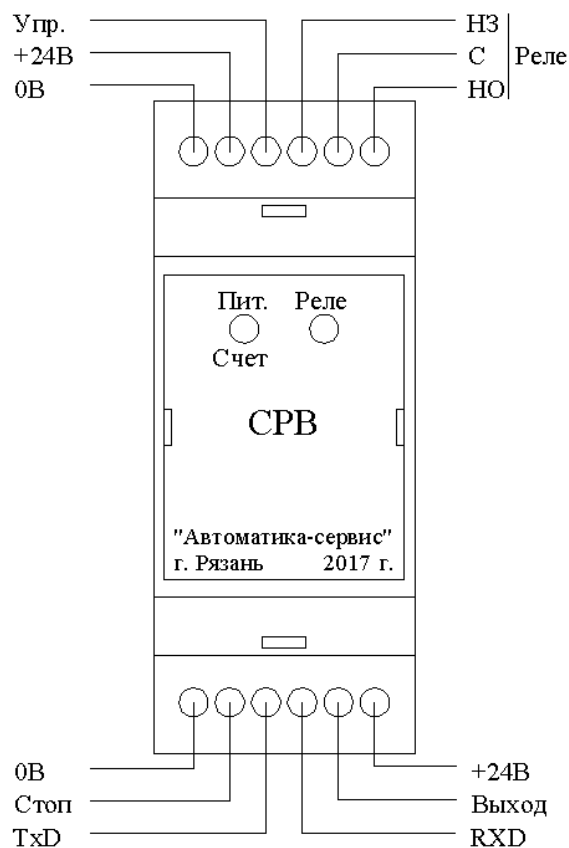 Упр.
+24В
0В
НЗ
С
НО
Реле
Пит. Реле
Счет
СРВ
"Автоматика-сервис"
г. Рязань 2017 г.
0В
Стоп
TxD
+24В
Выход
RXD